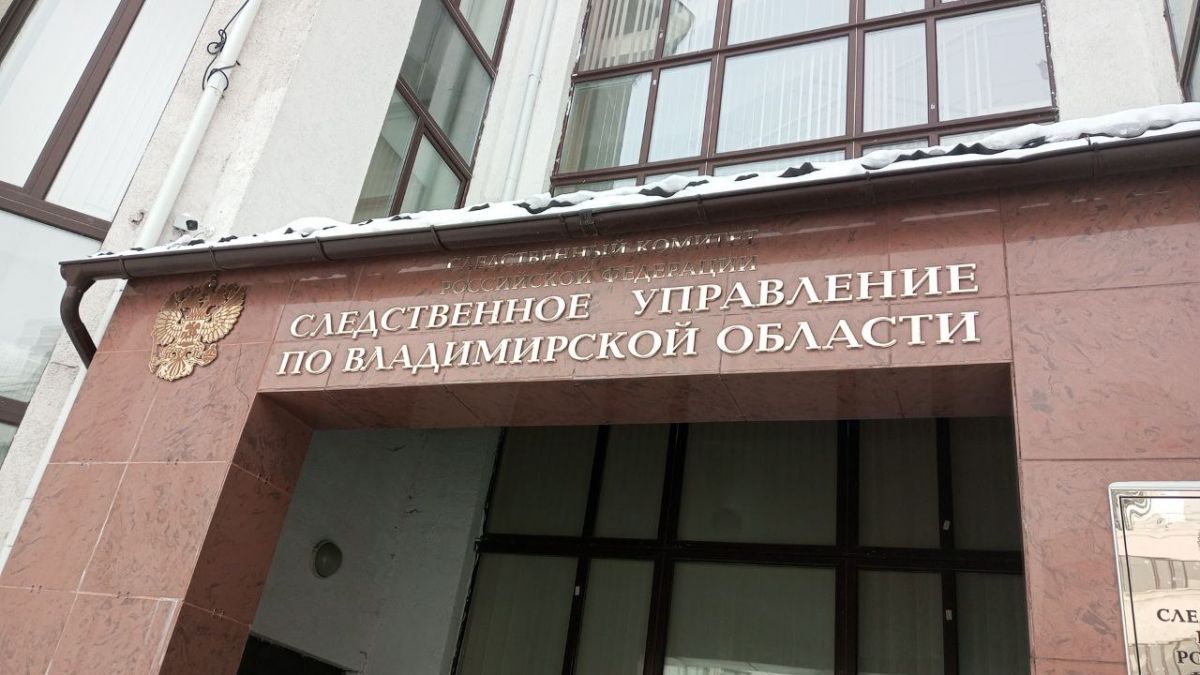 СЛЕДСТВЕННЫЙ КОМИТЕТ
РОССИЙСКОЙ ФЕДЕРАЦИИ
СЛЕДСТВЕННОЕ УПРАВЛЕНИЕ
ПО ВЛАДИМИРСКОЙ ОБЛАСТИ